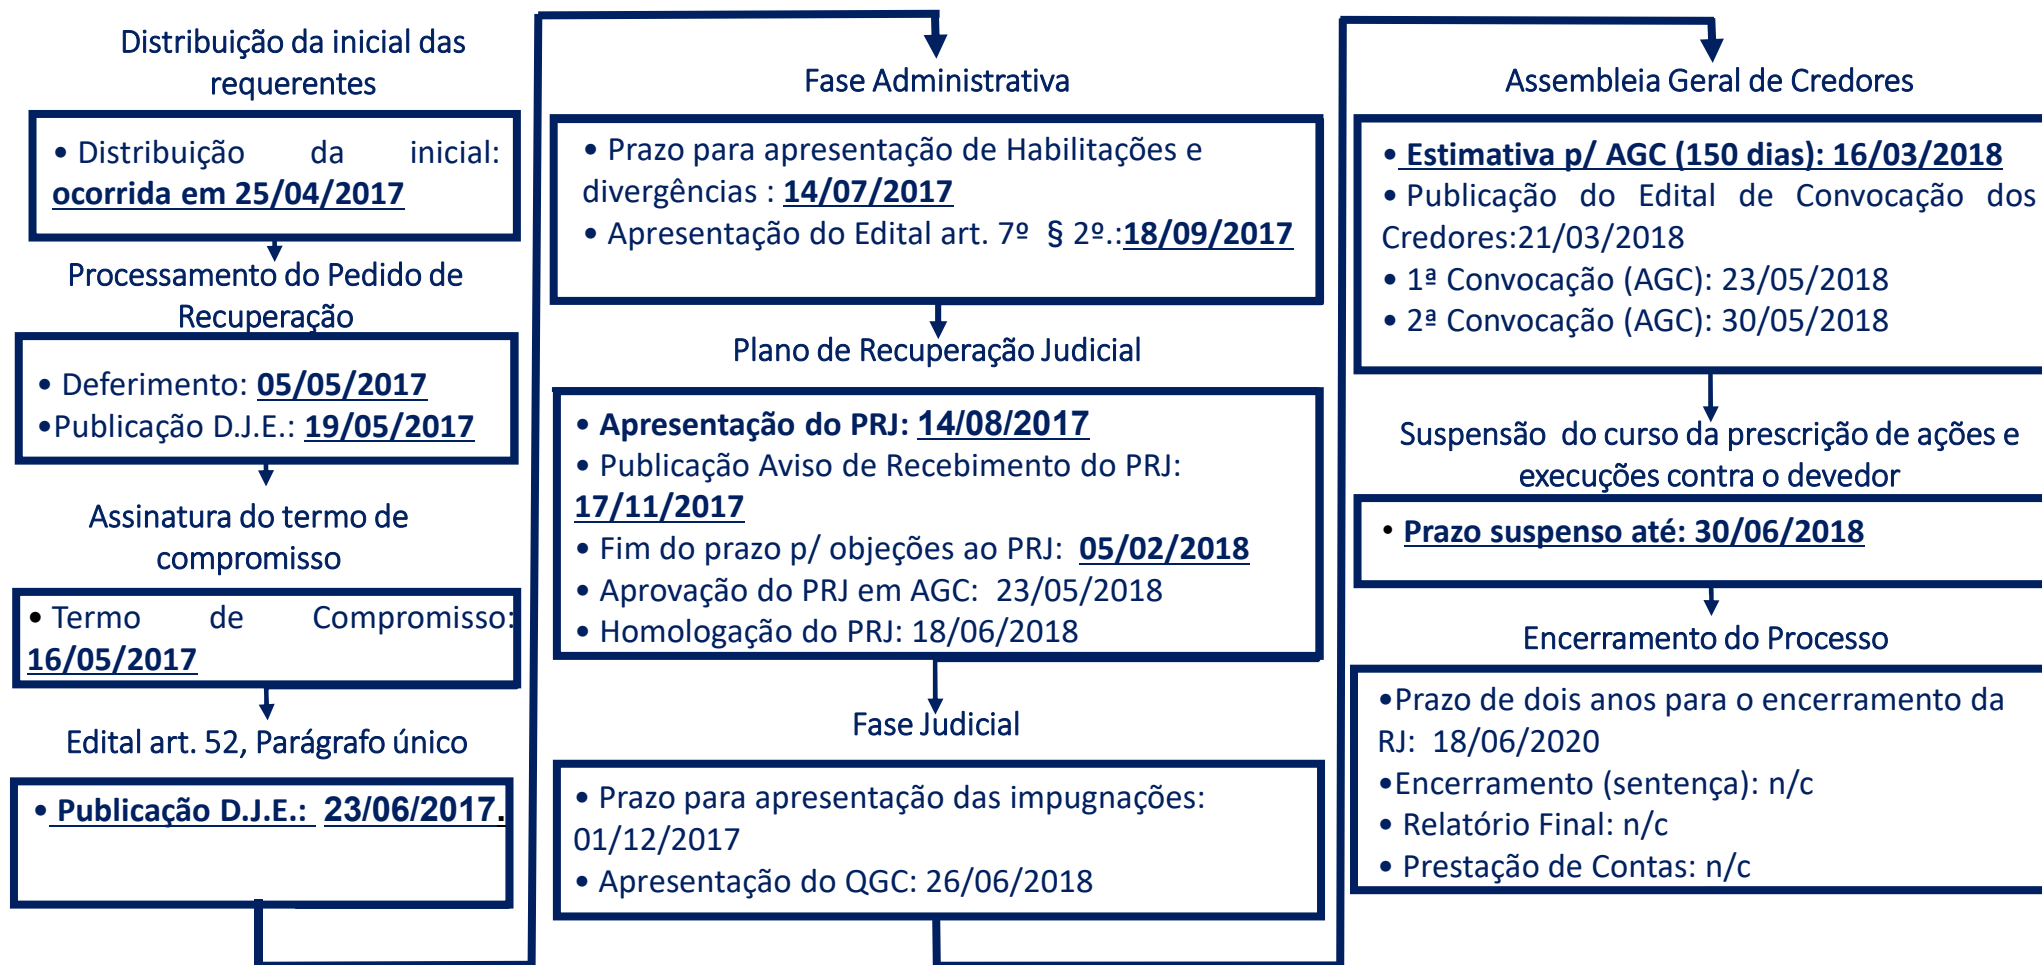 Distribuição da inicial das
requerentes
• Distribuição da inicial:
ocorrida em 25/04/2017
Processamento do Pedido de
Recuperação
• Deferimento: 05/05/2017
•Publicação D.J.E.: 19/05/2017
Assinatura do termo de
compromisso
• Termo de Compromisso:
16/05/2017
Edital art. 52, Parágrafo único
• Publicação D.J.E.: 23/06/2017.
Fase Administrativa
• Prazo para apresentação de Habilitações e
divergências : 14/07/2017
• Apresentação do Edital art. 7º § 2º.:18/09/2017
Plano de Recuperação Judicial
• Apresentação do PRJ: 14/08/2017
• Publicação Aviso de Recebimento do PRJ:
17/11/2017
• Fim do prazo p/ objeções ao PRJ: 05/02/2018
• Aprovação do PRJ em AGC: 23/05/2018
• Homologação do PRJ: 18/06/2018
Fase Judicial
• Prazo para apresentação das impugnações:
01/12/2017
• Apresentação do QGC: 26/06/2018
Assembleia Geral de Credores
• Estimativa p/ AGC (150 dias): 16/03/2018
• Publicação do Edital de Convocação dos
Credores:21/03/2018
• 1ª Convocação (AGC): 23/05/2018
• 2ª Convocação (AGC): 30/05/2018
Suspensão do curso da prescrição de ações e
execuções contra o devedor
• Prazo suspenso até: 30/06/2018
Encerramento do Processo
•Prazo de dois anos para o encerramento da
RJ: 18/06/2020
•Encerramento (sentença): n/c
• Relatório Final: n/c
• Prestação de Contas: n/c